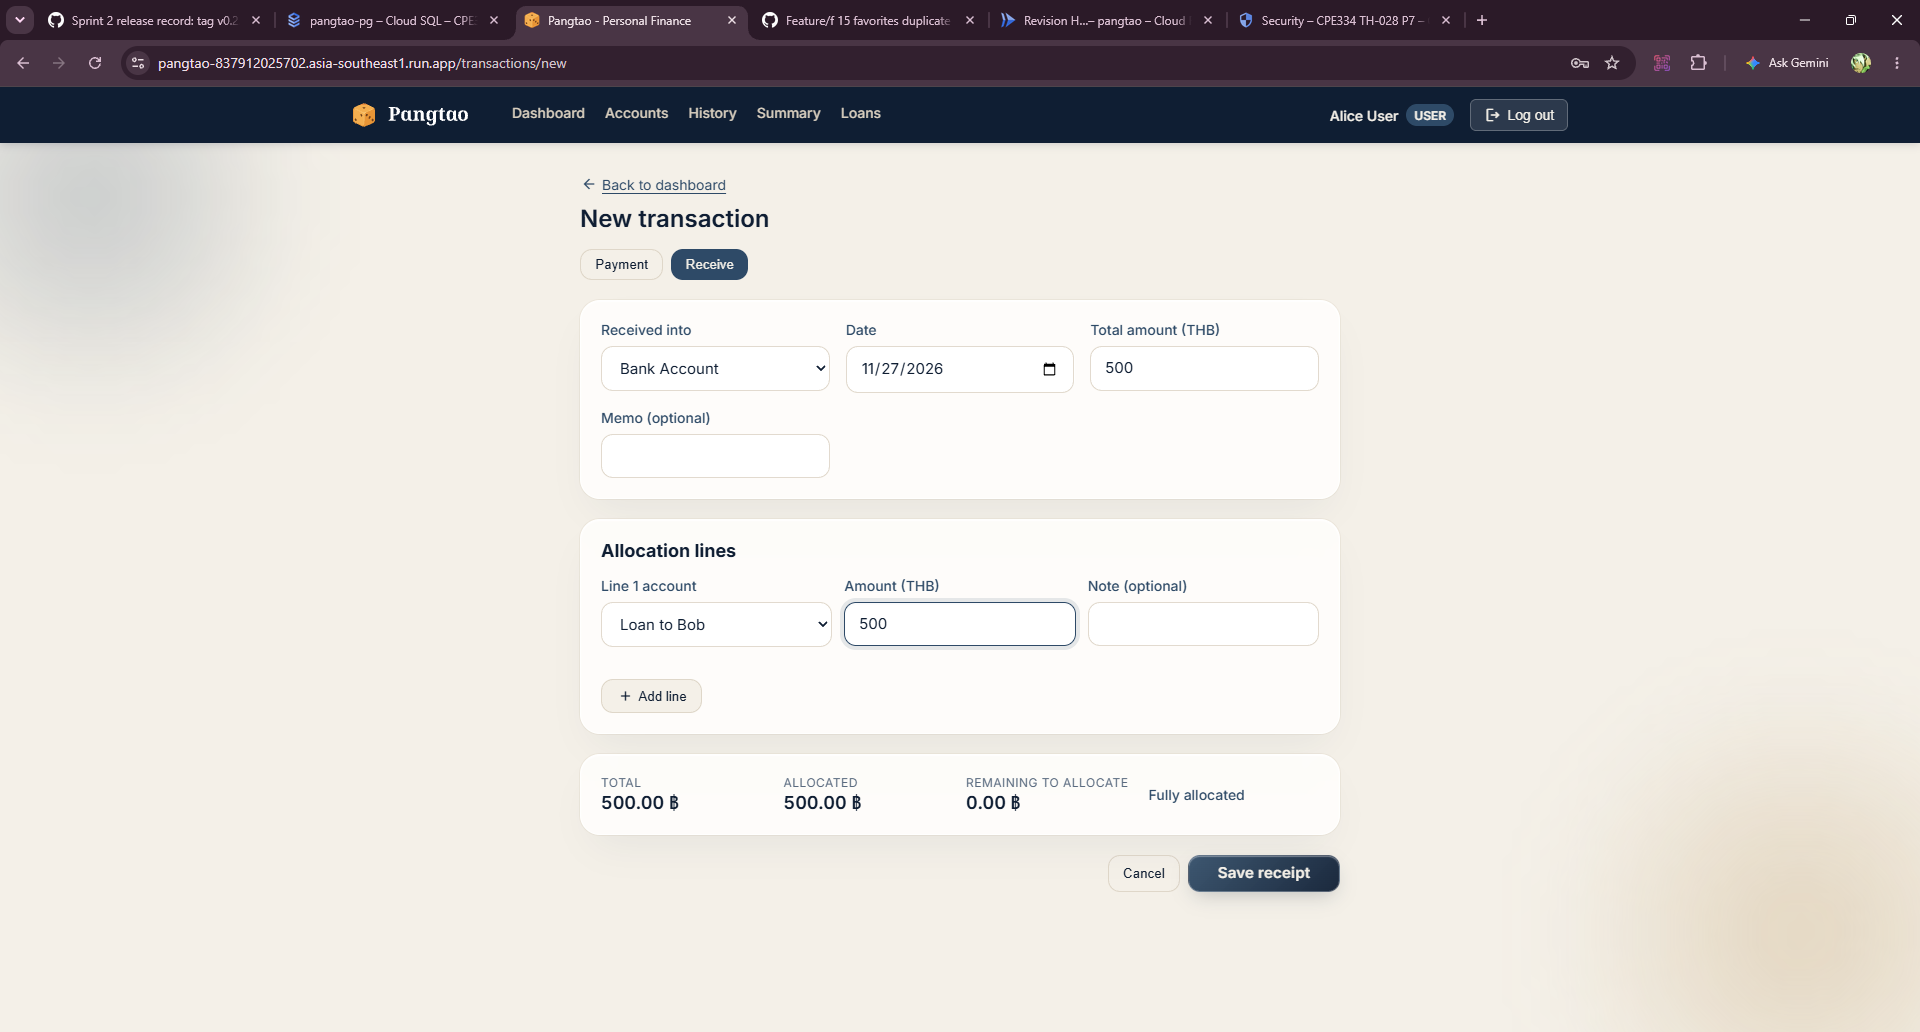 Sprint 2 release record: tag v0.2
pangtao-pg – Cloud SQL – CPE
Pangtao - Personal Finance
Feature/f 15 favorites duplicate
Revision H...– pangtao – Cloud
Security – CPE334 TH-028 P7 –
pangtao-837912025702.asia-southeast1.run.app/transactions/new
Ask Gemini
Pangtao
Dashboard
Accounts
History
Summary
Loans
Alice User
USER
Log out
Back to dashboard
New transaction
Payment
Receive
Received into
Date
Total amount (THB)
Bank Account
11/27/2026
500
Memo (optional)
Allocation lines
Line 1 account
Amount (THB)
Note (optional)
Loan to Bob
500
+ Add line
TOTAL
ALLOCATED
REMAINING TO ALLOCATE
500.00 ฿
500.00 ฿
0.00 ฿
Fully allocated
Cancel
Save receipt